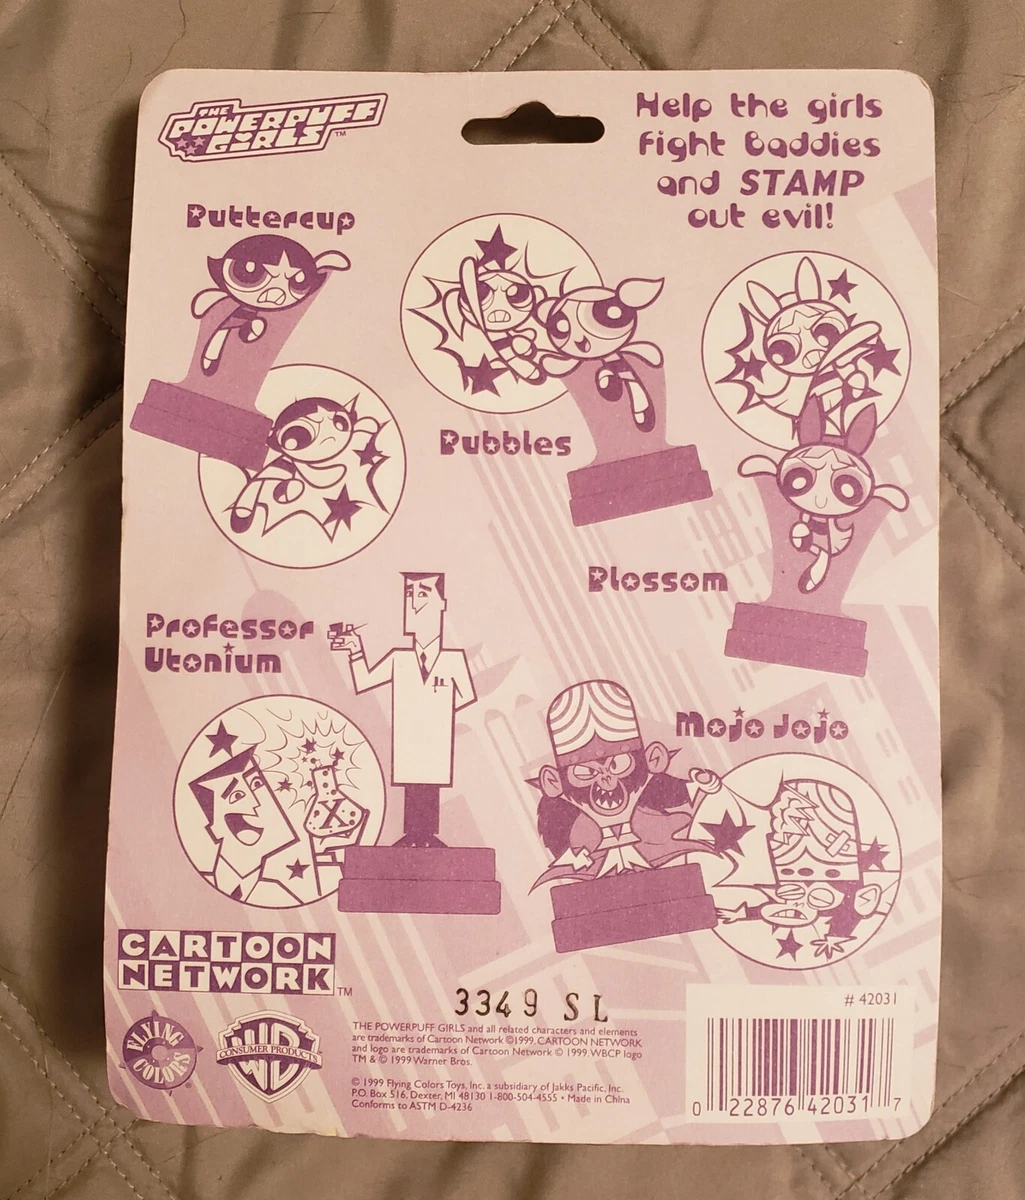 THE
POWERPUFF
GIRLS™
Help the girls
fight Baddies
and STAMP
out evil!
Buttercup
Bubbles
Blossom
Professor
Utonium
X
Mojo Jojo
CARTOON
NETWORK™
3349 SL
FLYING
COLORS
WB
CONSUMER PRODUCTS
THE POWERPUFF GIRLS and all related characters and elements
are trademarks of Cartoon Network ©1999. CARTOON NETWORK
and logo are trademarks of Cartoon Network © 1999. WBCP logo
TM & © 1999 Warner Bros.
© 1999 Flying Colors Toys, Inc. a subsidiary of Jakks Pacific, Inc.
P.O. Box 516, Dexter, MI 48130 1-800-504-4555 • Made in China
Conforms to ASTM D-4236
# 42031
0 22876 42031 7